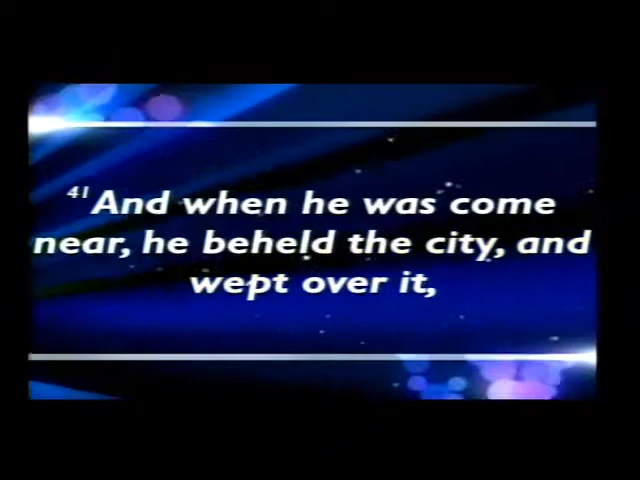 41 And when he was come
near, he beheld the city, and
wept over it,